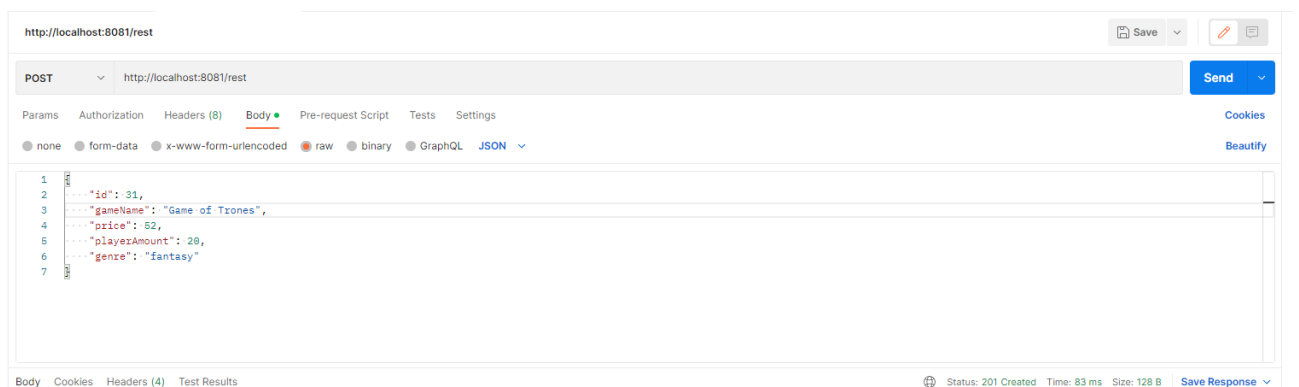 http://localhost:8081/rest Save
POST http://localhost:8081/rest Send
Params Authorization Headers (8) Body Pre-request Script Tests Settings Cookies
none form-data x-www-form-urlencoded raw binary GraphQL JSON Beautify
1 {
2 "id": 31,
3 "gameName": "Game of Trones",
4 "price": 52,
5 "playerAmount": 20,
6 "genre": "fantasy"
7 }
Body Cookies Headers (4) Test Results Status: 201 Created Time: 83 ms Size: 128 B Save Response